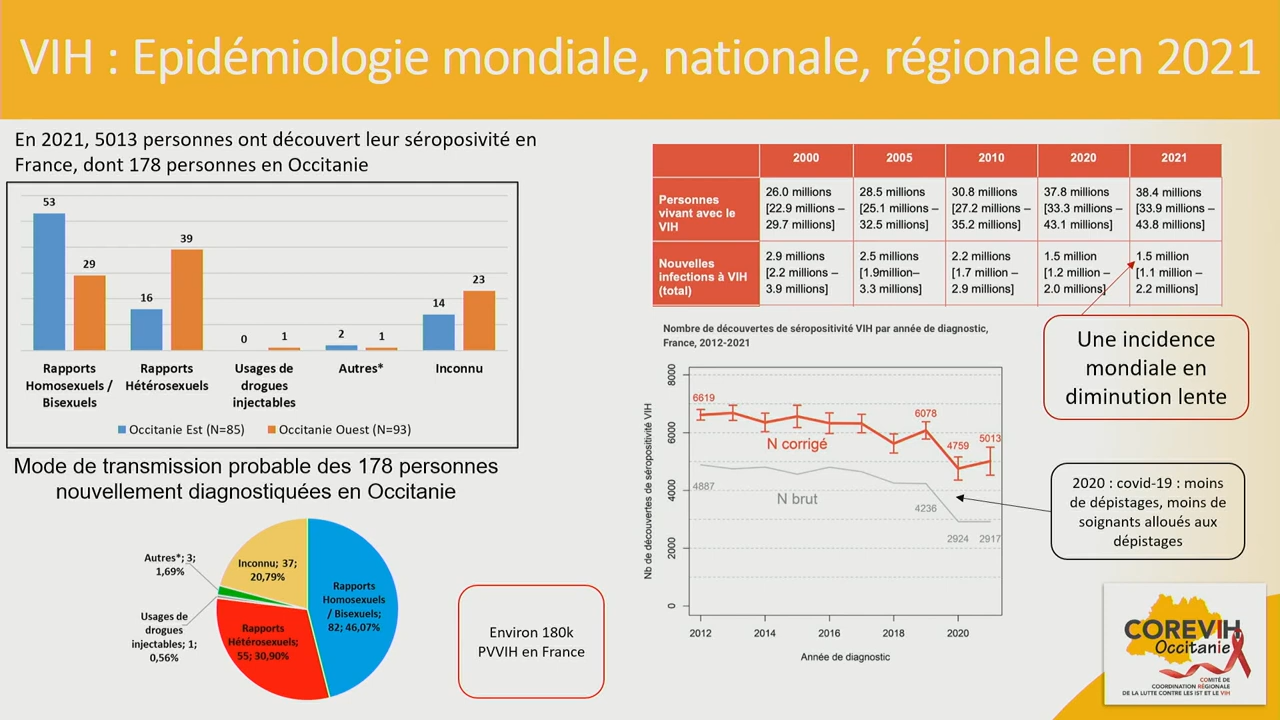 VIH : Epidémiologie mondiale, nationale, régionale en 2021
En 2021, 5013 personnes ont découvert leur séroposivité en
France, dont 178 personnes en Occitanie
53
29
16
39
0
1
2
1
14
23
Rapports
Homosexuels /
Bisexuels
Rapports
Hétérosexuels
Usages de
drogues
injectables
Autres*
Inconnu
Occitanie Est (N=85)
Occitanie Ouest (N=93)
Mode de transmission probable des 178 personnes
nouvellement diagnostiquées en Occitanie
Autres*; 3;
1,69%
Inconnu; 37;
20,79%
Rapports
Homosexuels
/ Bisexuels;
82; 46,07%
Usages de
drogues
injectables; 1;
0,56%
Rapports
Hétérosexuels;
55; 30,90%
Environ 180k
PVVIH en France
2000 2005 2010 2020 2021
Personnes
vivant avec le
VIH
26.0 millions
[22.9 millions –
29.7 millions]
28.5 millions
[25.1 millions –
32.5 millions]
30.8 millions
[27.2 millions –
35.2 millions]
37.8 millions
[33.3 millions –
43.1 millions]
38.4 millions
[33.9 millions –
43.8 millions]
Nouvelles
infections à VIH
(total)
2.9 millions
[2.2 millions –
3.9 millions]
2.5 millions
[1.9million–
3.3 millions]
2.2 millions
[1.7 million –
2.9 millions]
1.5 million
[1.2 million –
2.0 millions]
1.5 million
[1.1 million –
2.2 millions]
Une incidence
mondiale en
diminution lente
Nombre de découvertes de séropositivité VIH par année de diagnostic,
France, 2012-2021
Nb de découvertes de séropositivité VIH
8000
6000
4000
2000
0
6619
6078
4759
5013
N corrigé
4887
N brut
4236
2924
2917
2012 2014 2016 2018 2020
Année de diagnostic
2020 : covid-19 : moins
de dépistages, moins de
soignants alloués aux
dépistages
COREVIH
Occitanie
COMITÉ DE
COORDINATION RÉGIONALE
DE LA LUTTE CONTRE LES IST ET LE VIH